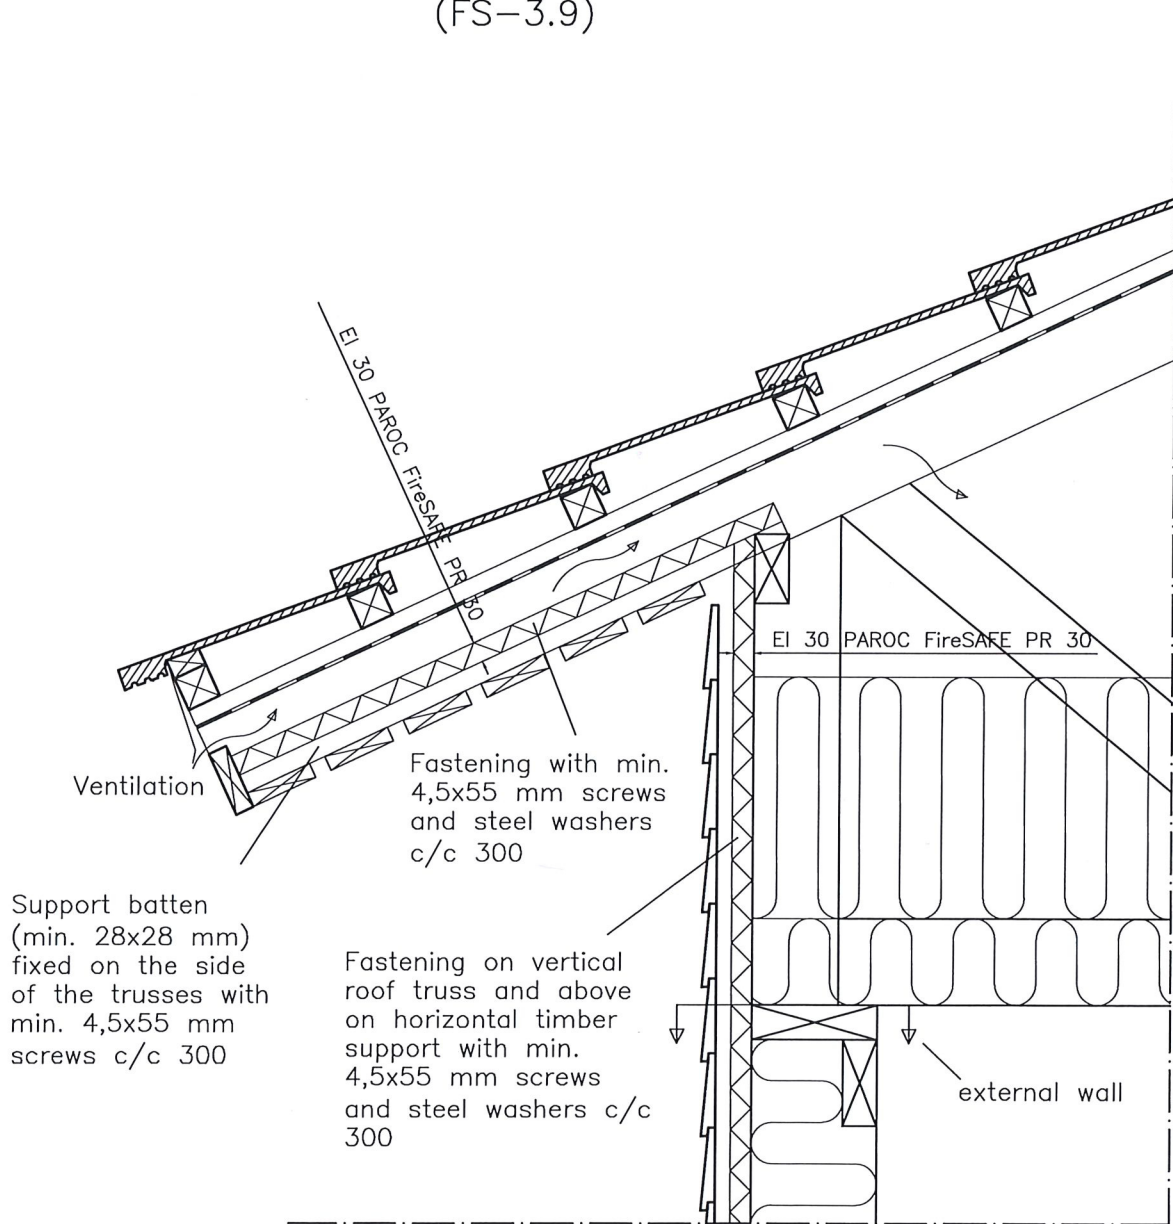 (FS-3.9)
EI 30 PAROC FireSAFE PR 30
EI 30 PAROC FireSAFE PR 30
Ventilation
Fastening with min.
4,5x55 mm screws
and steel washers
c/c 300
Support batten
(min. 28x28 mm)
fixed on the side
of the trusses with
min. 4,5x55 mm
screws c/c 300
Fastening on vertical
roof truss and above
on horizontal timber
support with min.
4,5x55 mm screws
and steel washers c/c
300
external wall